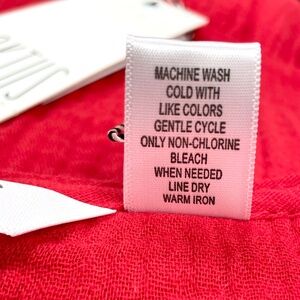 MACHINE WASH
COLD WITH
LIKE COLORS
GENTLE CYCLE
ONLY NON-CHLORINE
BLEACH
WHEN NEEDED
LINE DRY
WARM IRON